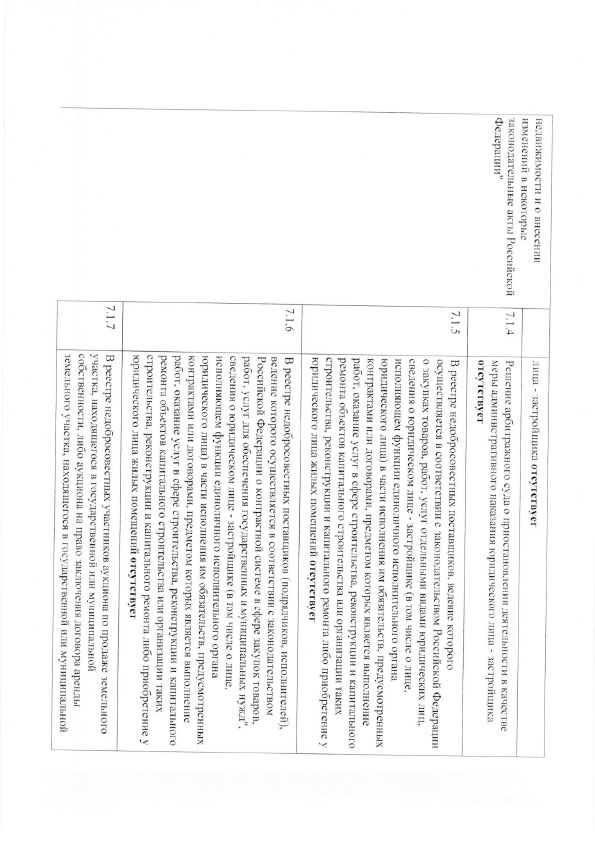 недвижимости и о внесении
изменений в некоторые
законодательные акты Российской
Федерации"
лица - застройщика отсутствует
7.1.4
Решение арбитражного суда о приостановлении деятельности в качестве
меры административного наказания юридического лица - застройщика
отсутствует
7.1.5
В реестре недобросовестных поставщиков, ведение которого
осуществляется в соответствии с законодательством Российской Федерации
о закупках товаров, работ, услуг отдельными видами юридических лиц,
сведения о юридическом лице - застройщике (в том числе о лице,
исполняющем функции единоличного исполнительного органа
юридического лица) в части исполнения им обязательств, предусмотренных
контрактами или договорами, предметом которых является выполнение
работ, оказание услуг в сфере строительства, реконструкции и капитального
ремонта объектов капитального строительства или организации таких
строительства, реконструкции и капитального ремонта либо приобретение у
юридического лица жилых помещений отсутствует
7.1.6
В реестре недобросовестных поставщиков (подрядчиков, исполнителей),
ведение которого осуществляется в соответствии с законодательством
Российской Федерации о контрактной системе в сфере закупок товаров,
работ, услуг для обеспечения государственных и муниципальных нужд",
сведения о юридическом лице - застройщике (в том числе о лице,
исполняющем функции единоличного исполнительного органа
юридического лица) в части исполнения им обязательств, предусмотренных
контрактами или договорами, предметом которых является выполнение
работ, оказание услуг в сфере строительства, реконструкции и капитального
ремонта объектов капитального строительства или организации таких
строительства, реконструкции и капитального ремонта либо приобретение у
юридического лица жилых помещений отсутствует
7.1.7
В реестре недобросовестных участников аукциона по продаже земельного
участка, находящегося в государственной или муниципальной
собственности, либо аукциона на право заключения договора аренды
земельного участка, находящегося в государственной или муниципальной